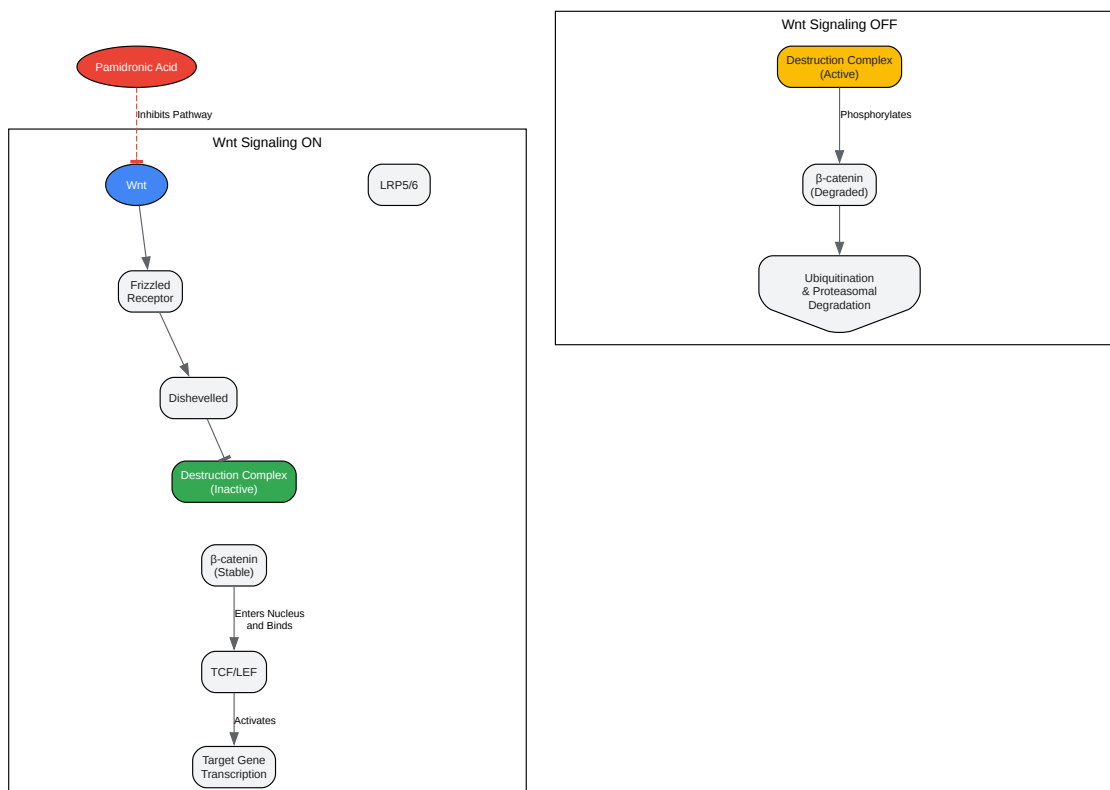 Pamidronic Acid
Inhibits Pathway
Wnt Signaling ON
Wnt
LRP5/6
Frizzled
Receptor
Dishevelled
Destruction Complex
(Inactive)
β-catenin
(Stable)
Enters Nucleus
and Binds
TCF/LEF
Activates
Target Gene
Transcription
Wnt Signaling OFF
Destruction Complex
(Active)
Phosphorylates
β-catenin
(Degraded)
Ubiquitination
& Proteasomal
Degradation